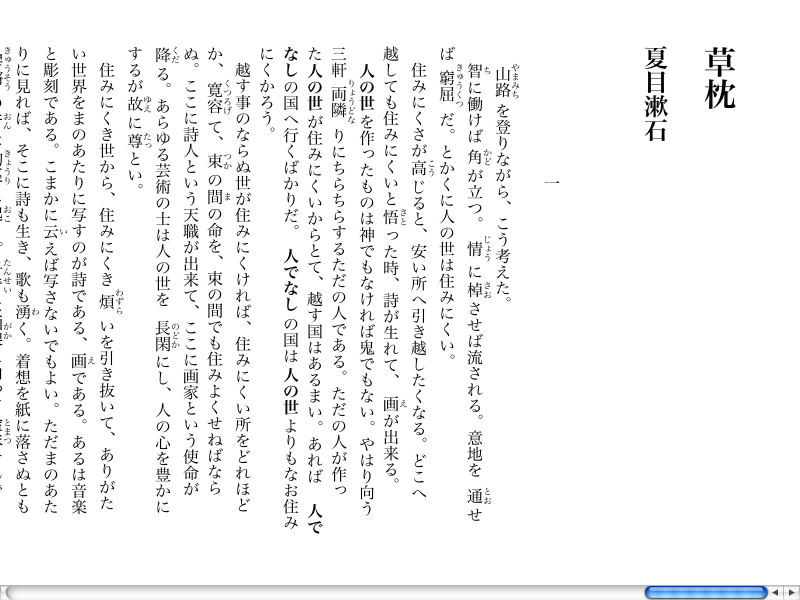 草枕
夏目漱石
一
山路を登りながら、こう考えた。
智に働けば角が立つ。情に棹させば流される。意地を通せ
ば窮屈だ。とかくに人の世は住みにくい。
住みにくさが高じると、安い所へ引き越したくなる。どこへ
越しても住みにくいと悟った時、詩が生れて、画が出来る。
人の世を作ったものは神でもなければ鬼でもない。やはり向う
三軒両隣りにちらちらするただの人である。ただの人が作っ
た人の世が住みにくいからとて、越す国はあるまい。あれば人で
なしの国へ行くばかりだ。人でなしの国は人の世よりもなお住み
にくかろう。
越す事のならぬ世が住みにくければ、住みにくい所をどれほど
か、寛容て、束の間の命を、束の間でも住みよくせねばなら
ぬ。ここに詩人という天職が出来て、ここに画家という使命が
降る。あらゆる芸術の士は人の世を長閑にし、人の心を豊かに
するが故に尊とい。
住みにくき世から、住みにくき煩いを引き抜いて、ありがた
い世界をまのあたりに写すのが詩である、画である。あるは音楽
と彫刻である。こまかに云えば写さないでもよい。ただまのあた
りに見れば、そこに詩も生き、歌も湧く。着想を紙に落さぬとも